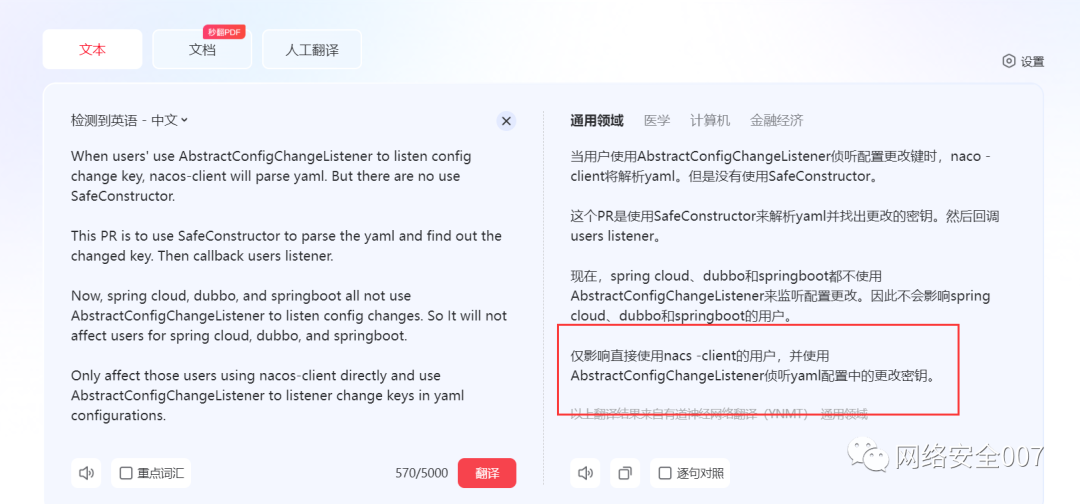 秒翻PDF
文本
文档
人工翻译
设置
检测到英语 - 中文
When users' use AbstractConfigChangeListener to listen config
change key, nacos-client will parse yaml. But there are no use
SafeConstructor.
This PR is to use SafeConstructor to parse the yaml and find out the
changed key. Then callback users listener.
Now, spring cloud, dubbo, and springboot all not use
AbstractConfigChangeListener to listen config changes. So It will not
affect users for spring cloud, dubbo, and springboot.
Only affect those users using nacos-client directly and use
AbstractConfigChangeListener to listener change keys in yaml
configurations.
重点词汇
570/5000
翻译
通用领域 医学 计算机 金融经济
当用户使用AbstractConfigChangeListener侦听配置更改键时，naco -
client将解析yaml。但是没有使用SafeConstructor。
这个PR是使用SafeConstructor来解析yaml并找出更改的密钥。然后回调
users listener。
现在，spring cloud、dubbo和springboot都不使用
AbstractConfigChangeListener来监听配置更改。因此不会影响spring
cloud、dubbo和springboot的用户。
仅影响直接使用nacs -client的用户，并使用
AbstractConfigChangeListener侦听yaml配置中的更改密钥。
以上翻译结果来自有道神经网络翻译（YNMT）· 通用领域
逐句对照
网络安全007